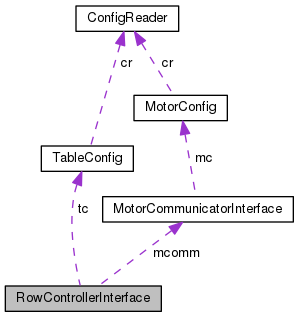 ConfigReader
cr
cr
MotorConfig
TableConfig
mc
tc
MotorCommunicatorInterface
mcomm
RowControllerInterface